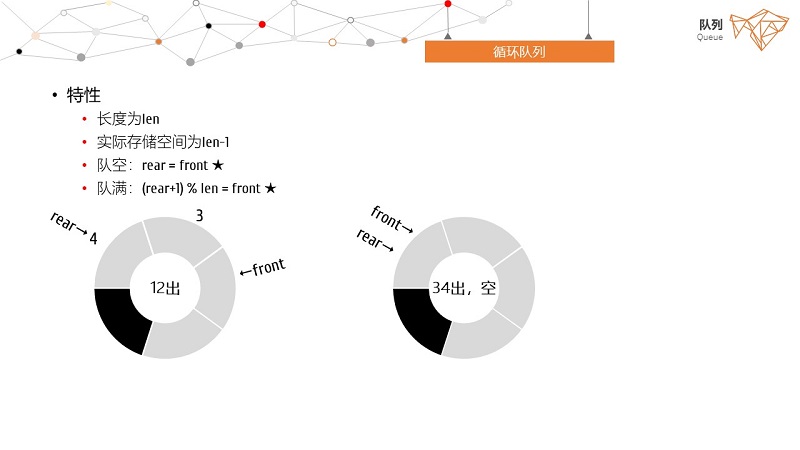 队列
Queue
循环队列
• 特性
• 长度为len
• 实际存储空间为len-1
• 队空：rear = front ★
• 队满：(rear+1) % len = front ★
rear→
4
3
←front
12出
front→
rear→
34出，空